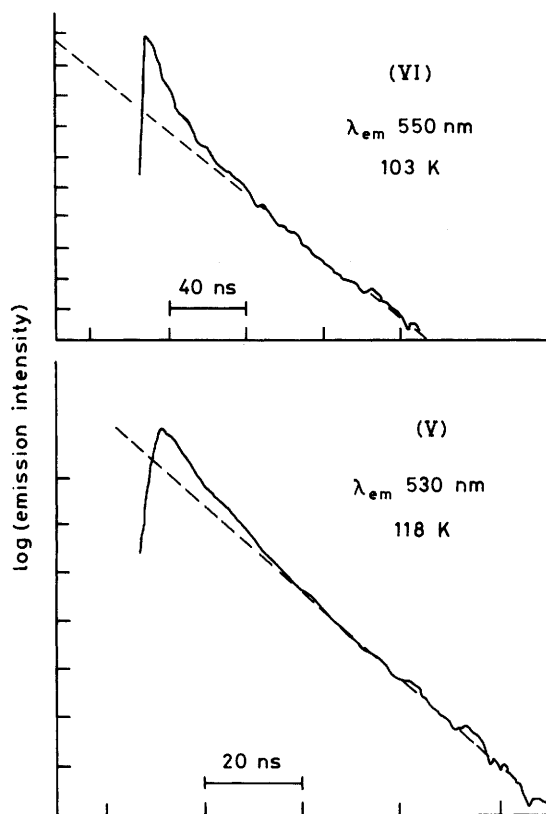 (VI)
λem 550 nm
103 K
40 ns
log (emission intensity)
(V)
λem 530 nm
118 K
20 ns